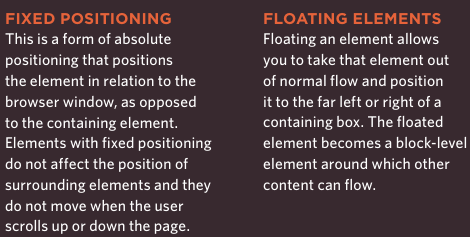 FIXED POSITIONING
This is a form of absolute
positioning that positions
the element in relation to the
browser window, as opposed
to the containing element.
Elements with fixed positioning
do not affect the position of
surrounding elements and they
do not move when the user
scrolls up or down the page.
FLOATING ELEMENTS
Floating an element allows
you to take that element out
of normal flow and position
it to the far left or right of a
containing box. The floated
element becomes a block-level
element around which other
content can flow.